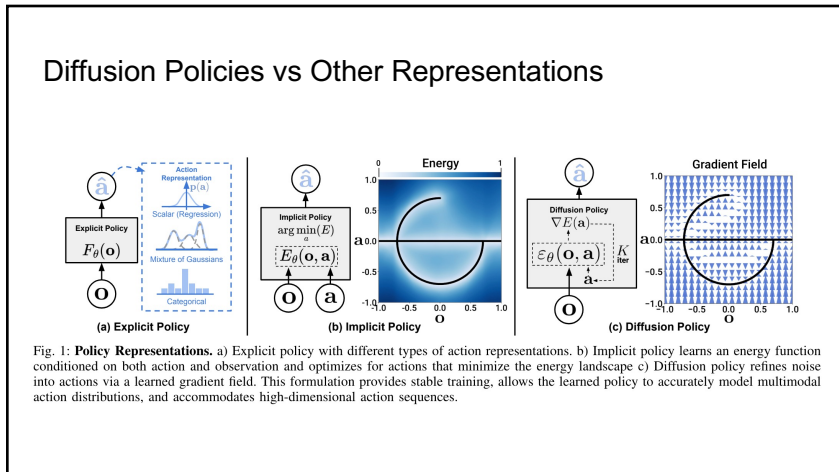 Diffusion Policies vs Other Representations
â
Explicit Policy
F_θ(o)
o
Action
Representation
p(a)
Scalar (Regression)
Mixture of Gaussians
Categorical
(a) Explicit Policy
â
Implicit Policy
arg min (E)
a
E_θ(o, a)
o a
Energy
0 1
1.0
0.5
a 0.0
-0.5
-1.0
-1.0 -0.5 0.0 0.5 1.0
o
(b) Implicit Policy
â
Diffusion Policy
∇E(a)
ε_θ(o, a)
K
iter
a
o
Gradient Field
1.0
0.5
a 0.0
-0.5
-1.0
-1.0 -0.5 0.0 0.5 1.0
o
(c) Diffusion Policy
Fig. 1: Policy Representations. a) Explicit policy with different types of action representations. b) Implicit policy learns an energy function
conditioned on both action and observation and optimizes for actions that minimize the energy landscape c) Diffusion policy refines noise
into actions via a learned gradient field. This formulation provides stable training, allows the learned policy to accurately model multimodal
action distributions, and accommodates high-dimensional action sequences.